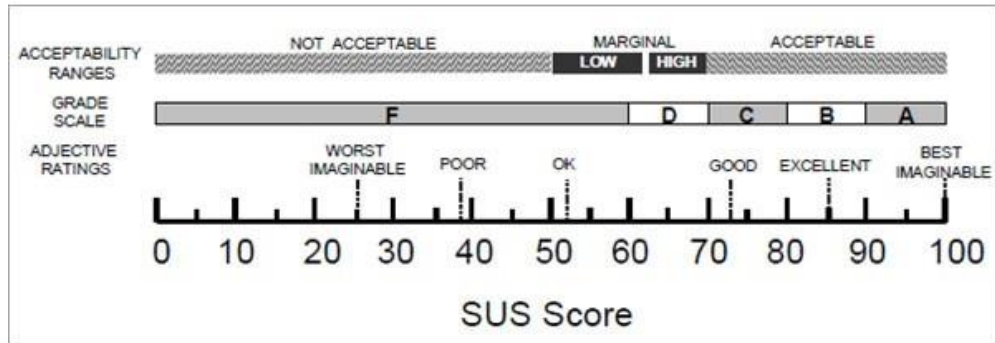 NOT ACCEPTABLE MARGINAL ACCEPTABLE
ACCEPTABILITY RANGES LOW HIGH
GRADE SCALE F D C B A
ADJECTIVE RATINGS WORST IMAGINABLE POOR OK GOOD EXCELLENT BEST IMAGINABLE
0 10 20 30 40 50 60 70 80 90 100
SUS Score